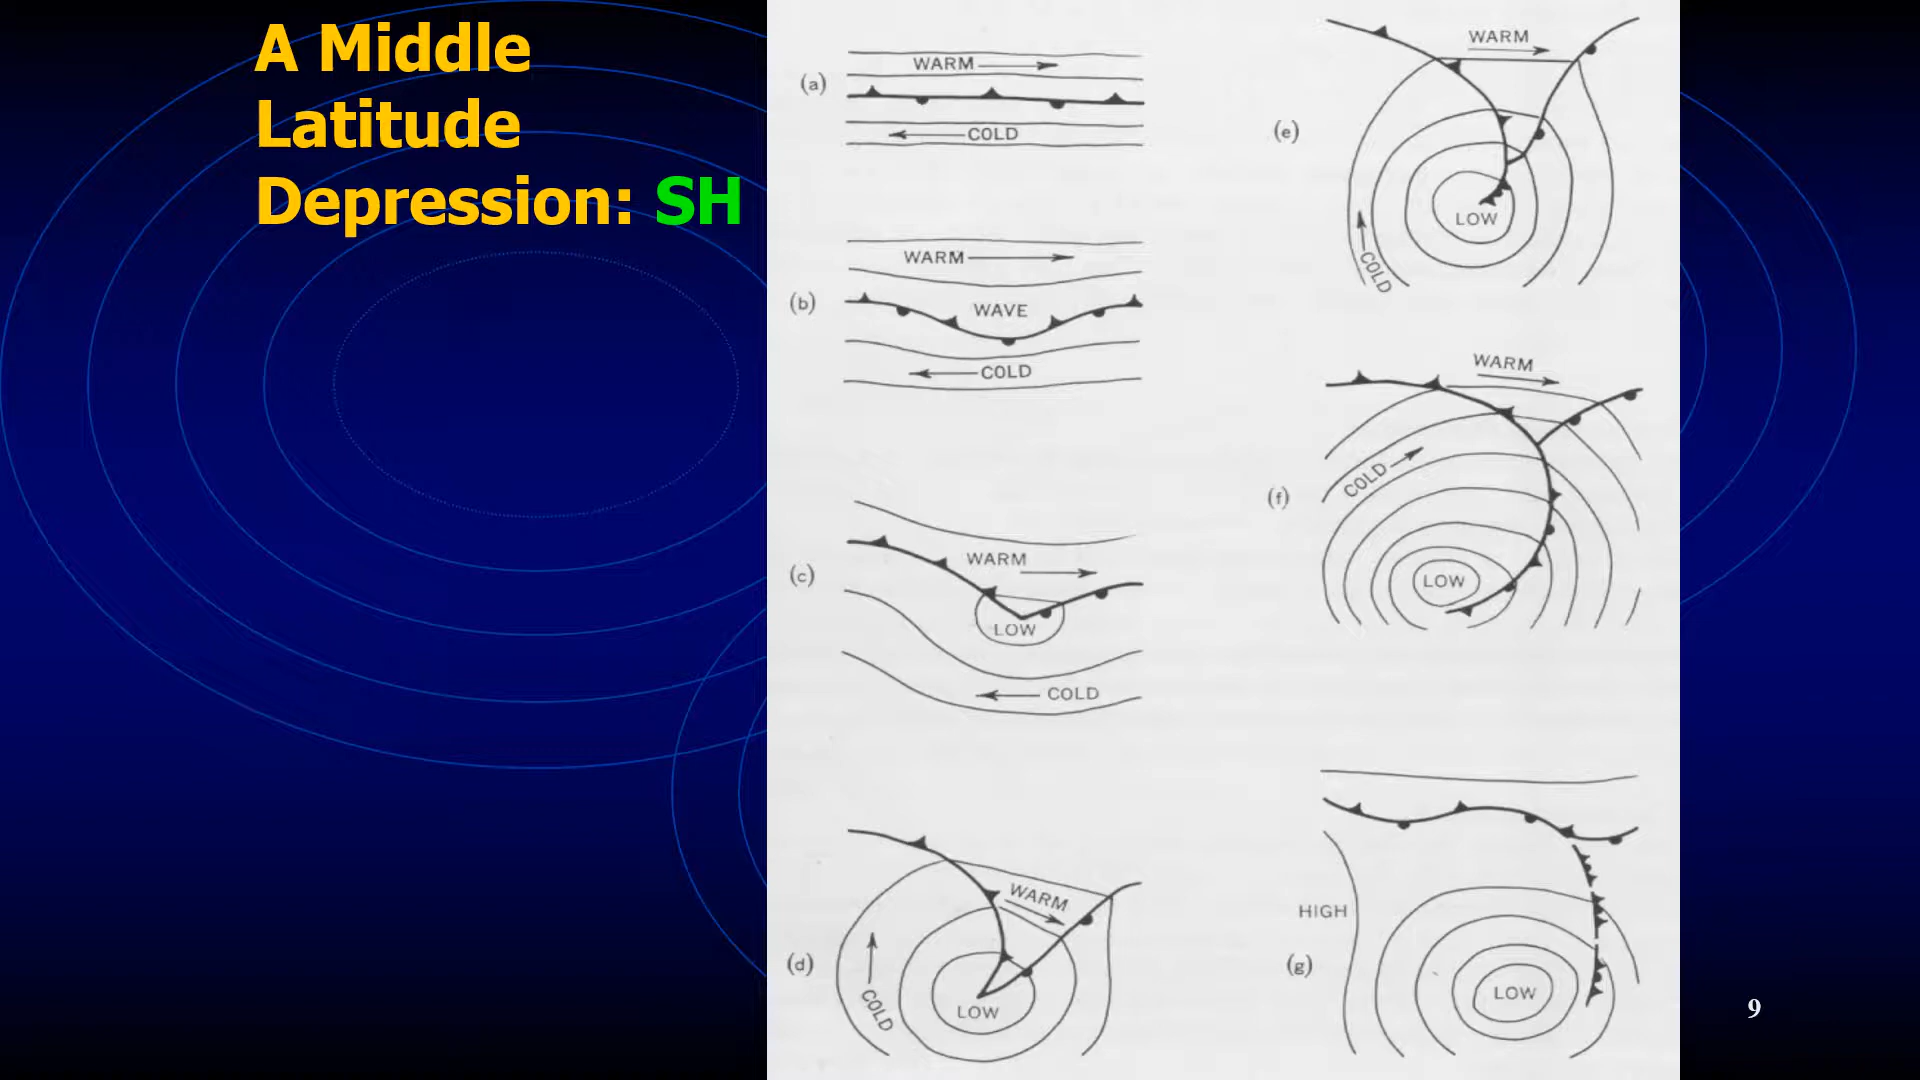 A Middle
Latitude
Depression: SH
(a)
WARM
COLD
(b)
WARM
WAVE
COLD
(c)
WARM
LOW
COLD
(d)
WARM
COLD
LOW
(e)
WARM
LOW
COLD
(f)
WARM
COLD
LOW
(g)
HIGH
LOW
9